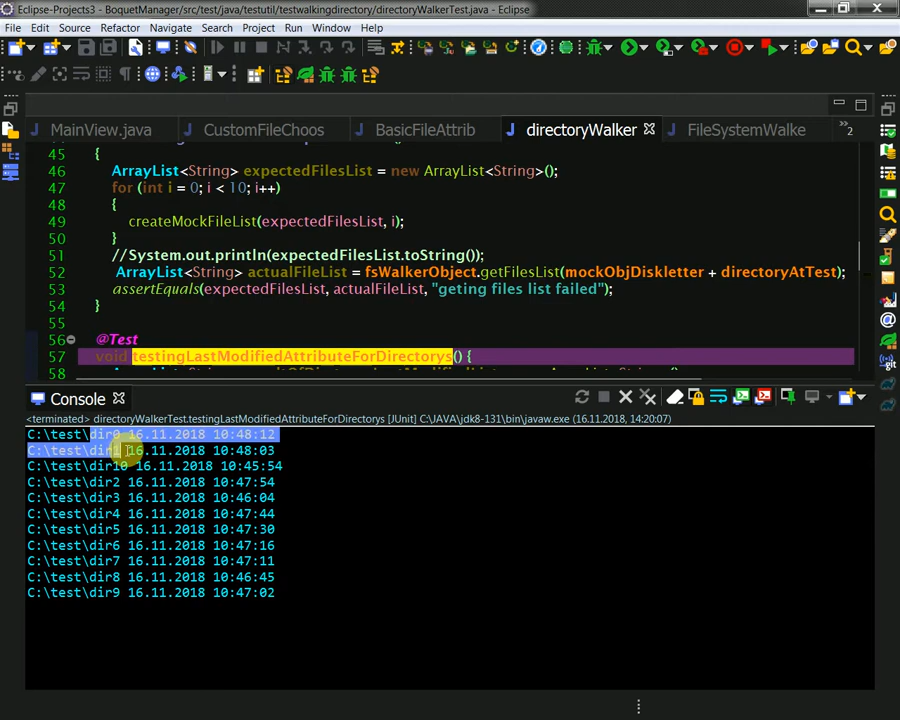 Eclipse-Projects3 - BoquetManager/src/test/java/testutil/testwalkingdirectory/directoryWalkerTest.java - Eclipse
File Edit Source Refactor Navigate Search Project Run Window Help
MainView.java CustomFileChoos BasicFileAttrib directoryWalker FileSystemWalke »2
45 {
46 ArrayList<String> expectedFilesList = new ArrayList<String>();
47 for (int i = 0; i < 10; i++)
48 {
49 createMockFileList(expectedFilesList, i);
50 }
51 //System.out.println(expectedFilesList.toString());
52 ArrayList<String> actualFileList = fsWalkerObject.getFilesList(mockObjDiskletter + directoryAtTest);
53 assertEquals(expectedFilesList, actualFileList, "geting files list failed");
54 }
55
56 @Test
57 void testingLastModifiedAttributeForDirectorys() {
58
Console
<terminated> directoryWalkerTest.testingLastModifiedAttributeForDirectorys [JUnit] C:\JAVA\jdk8-131\bin\javaw.exe (16.11.2018, 14:20:07)
C:\test\dir0 16.11.2018 10:48:12
C:\test\dir1 16.11.2018 10:48:03
C:\test\dir10 16.11.2018 10:45:54
C:\test\dir2 16.11.2018 10:47:54
C:\test\dir3 16.11.2018 10:46:04
C:\test\dir4 16.11.2018 10:47:44
C:\test\dir5 16.11.2018 10:47:30
C:\test\dir6 16.11.2018 10:47:16
C:\test\dir7 16.11.2018 10:47:11
C:\test\dir8 16.11.2018 10:46:45
C:\test\dir9 16.11.2018 10:47:02